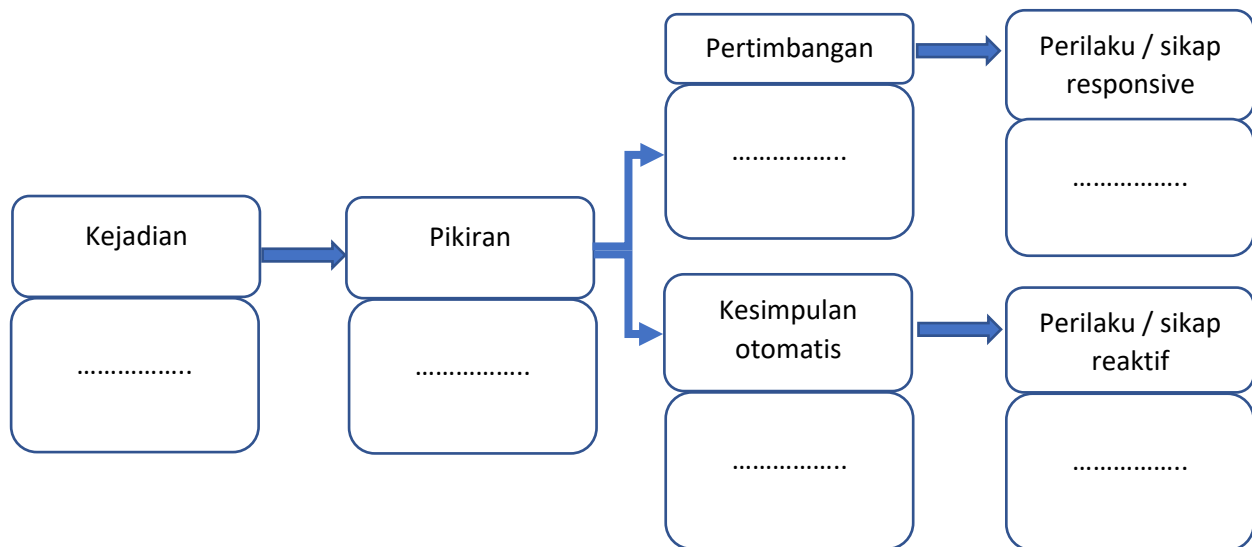 Kejadian
……………..
Pikiran
……………..
Pertimbangan
……………..
Perilaku / sikap
responsive
……………..
Kesimpulan
otomatis
……………..
Perilaku / sikap
reaktif
……………..